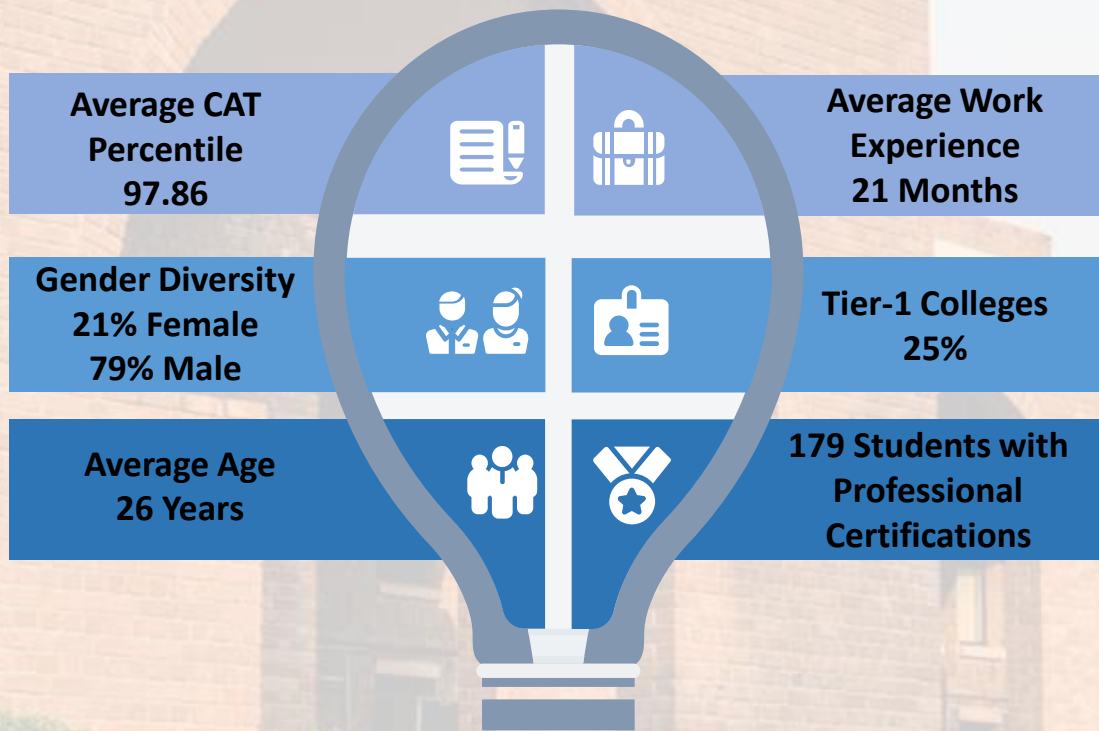 Average CAT
Percentile
97.86
Average Work
Experience
21 Months
Gender Diversity
21% Female
79% Male
Tier-1 Colleges
25%
Average Age
26 Years
179 Students with
Professional
Certifications